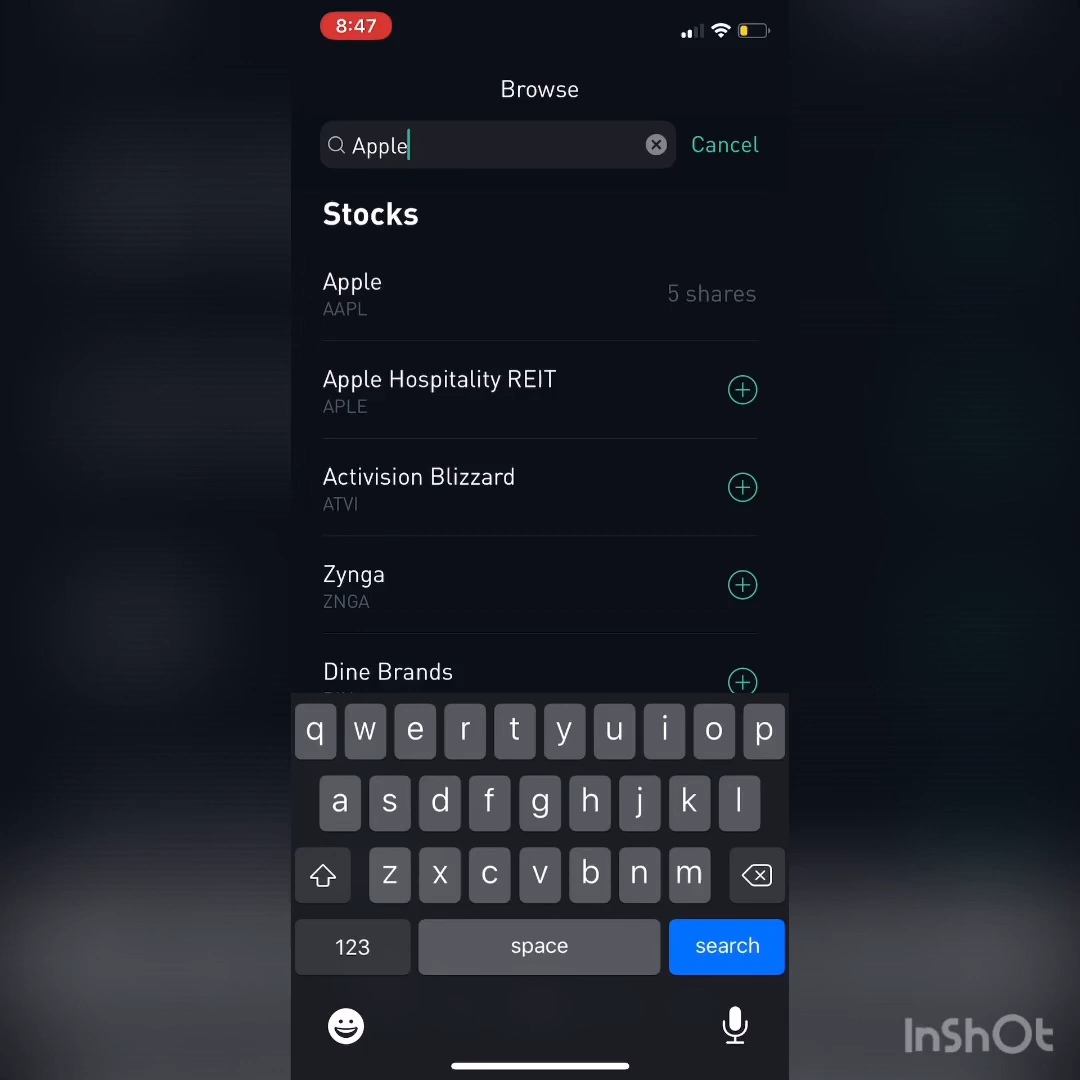 8:47
Browse
Apple
Cancel
Stocks
Apple
AAPL
5 shares
Apple Hospitality REIT
APLE
Activision Blizzard
ATVI
Zynga
ZNGA
Dine Brands
q w e r t y u i o p
a s d f g h j k l
z x c v b n m
123 space search
InShOt